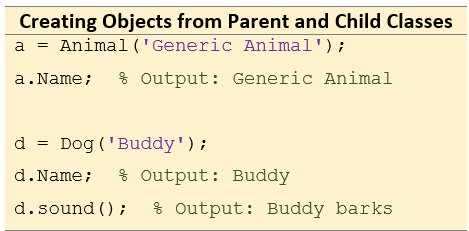 Creating Objects from Parent and Child Classes
a = Animal('Generic Animal');
a.Name;  % Output: Generic Animal
d = Dog('Buddy');
d.Name;  % Output: Buddy
d.sound();  % Output: Buddy barks